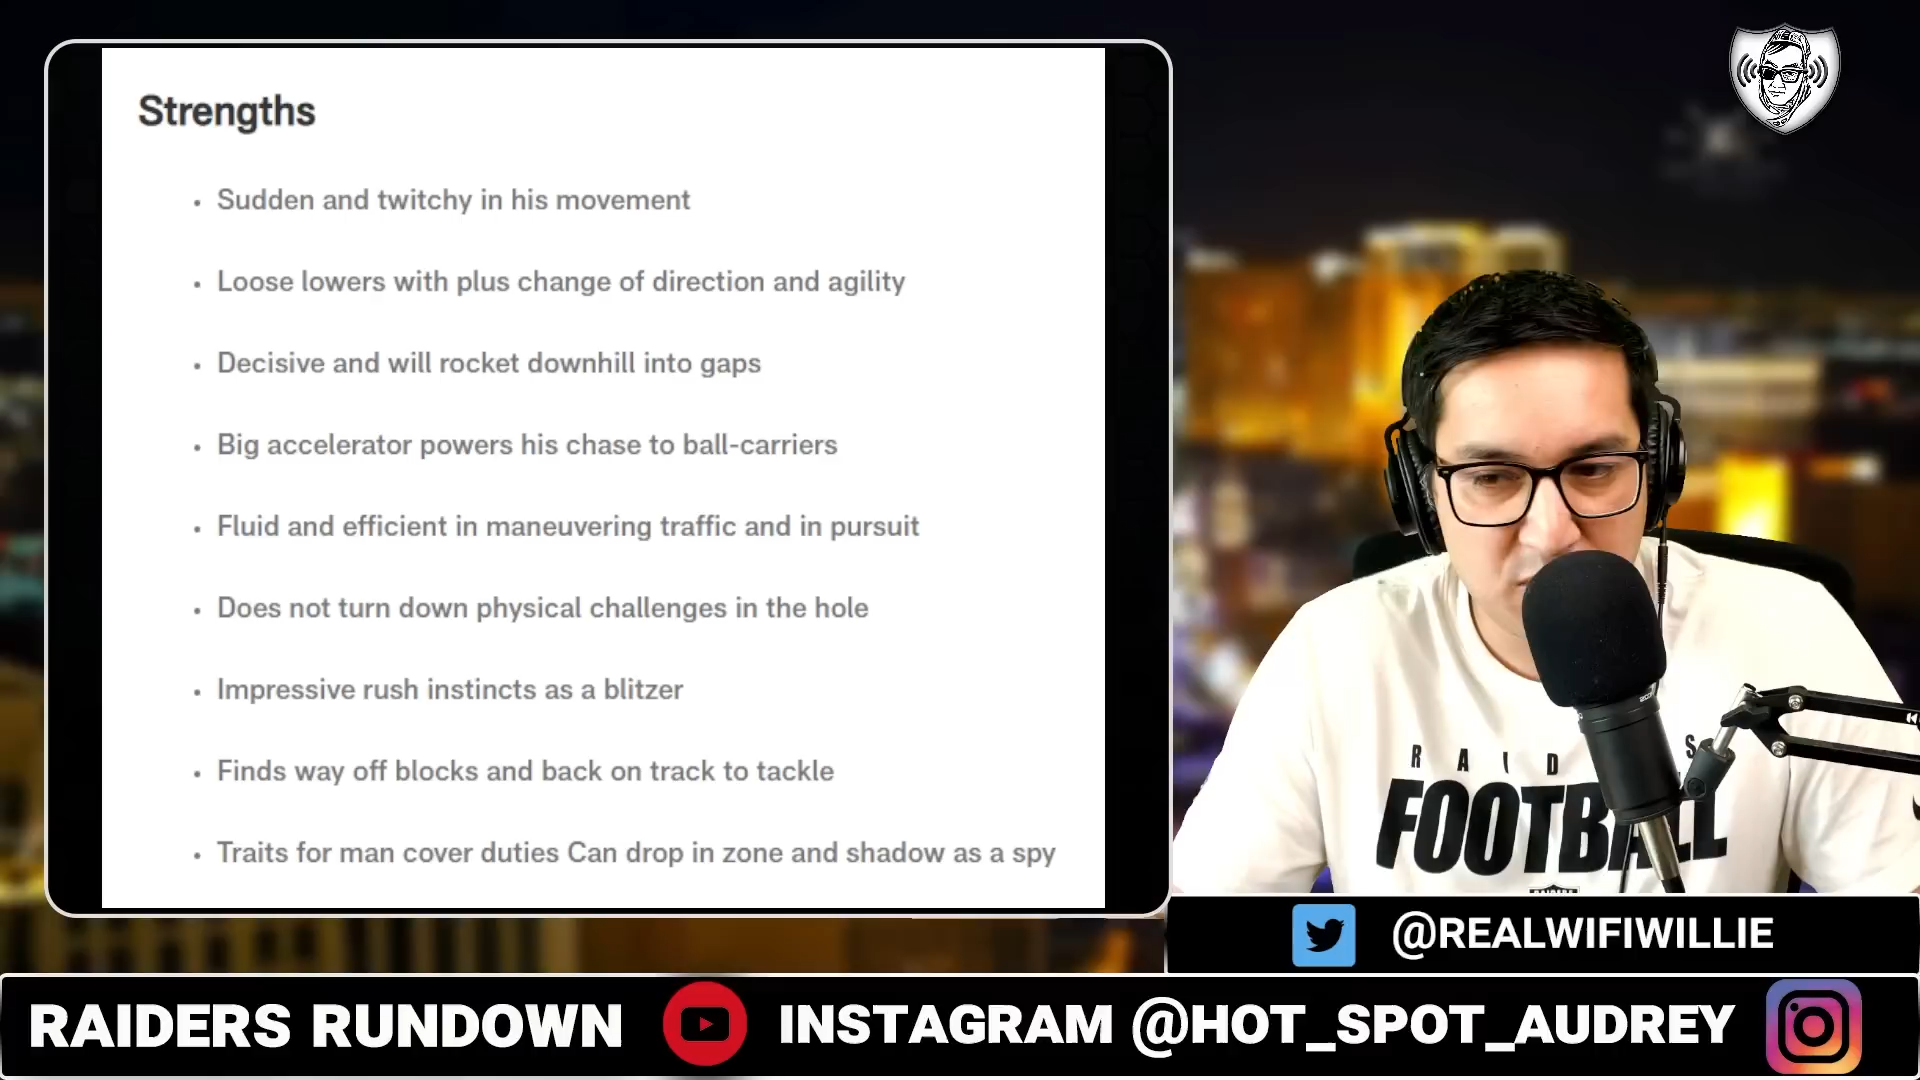 Strengths
• Sudden and twitchy in his movement
• Loose lowers with plus change of direction and agility
• Decisive and will rocket downhill into gaps
• Big accelerator powers his chase to ball-carriers
• Fluid and efficient in maneuvering traffic and in pursuit
• Does not turn down physical challenges in the hole
• Impressive rush instincts as a blitzer
• Finds way off blocks and back on track to tackle
• Traits for man cover duties Can drop in zone and shadow as a spy
RAID S
FOOTBALL
@REALWIFIWILLIE
RAIDERS RUNDOWN INSTAGRAM @HOT_SPOT_AUDREY